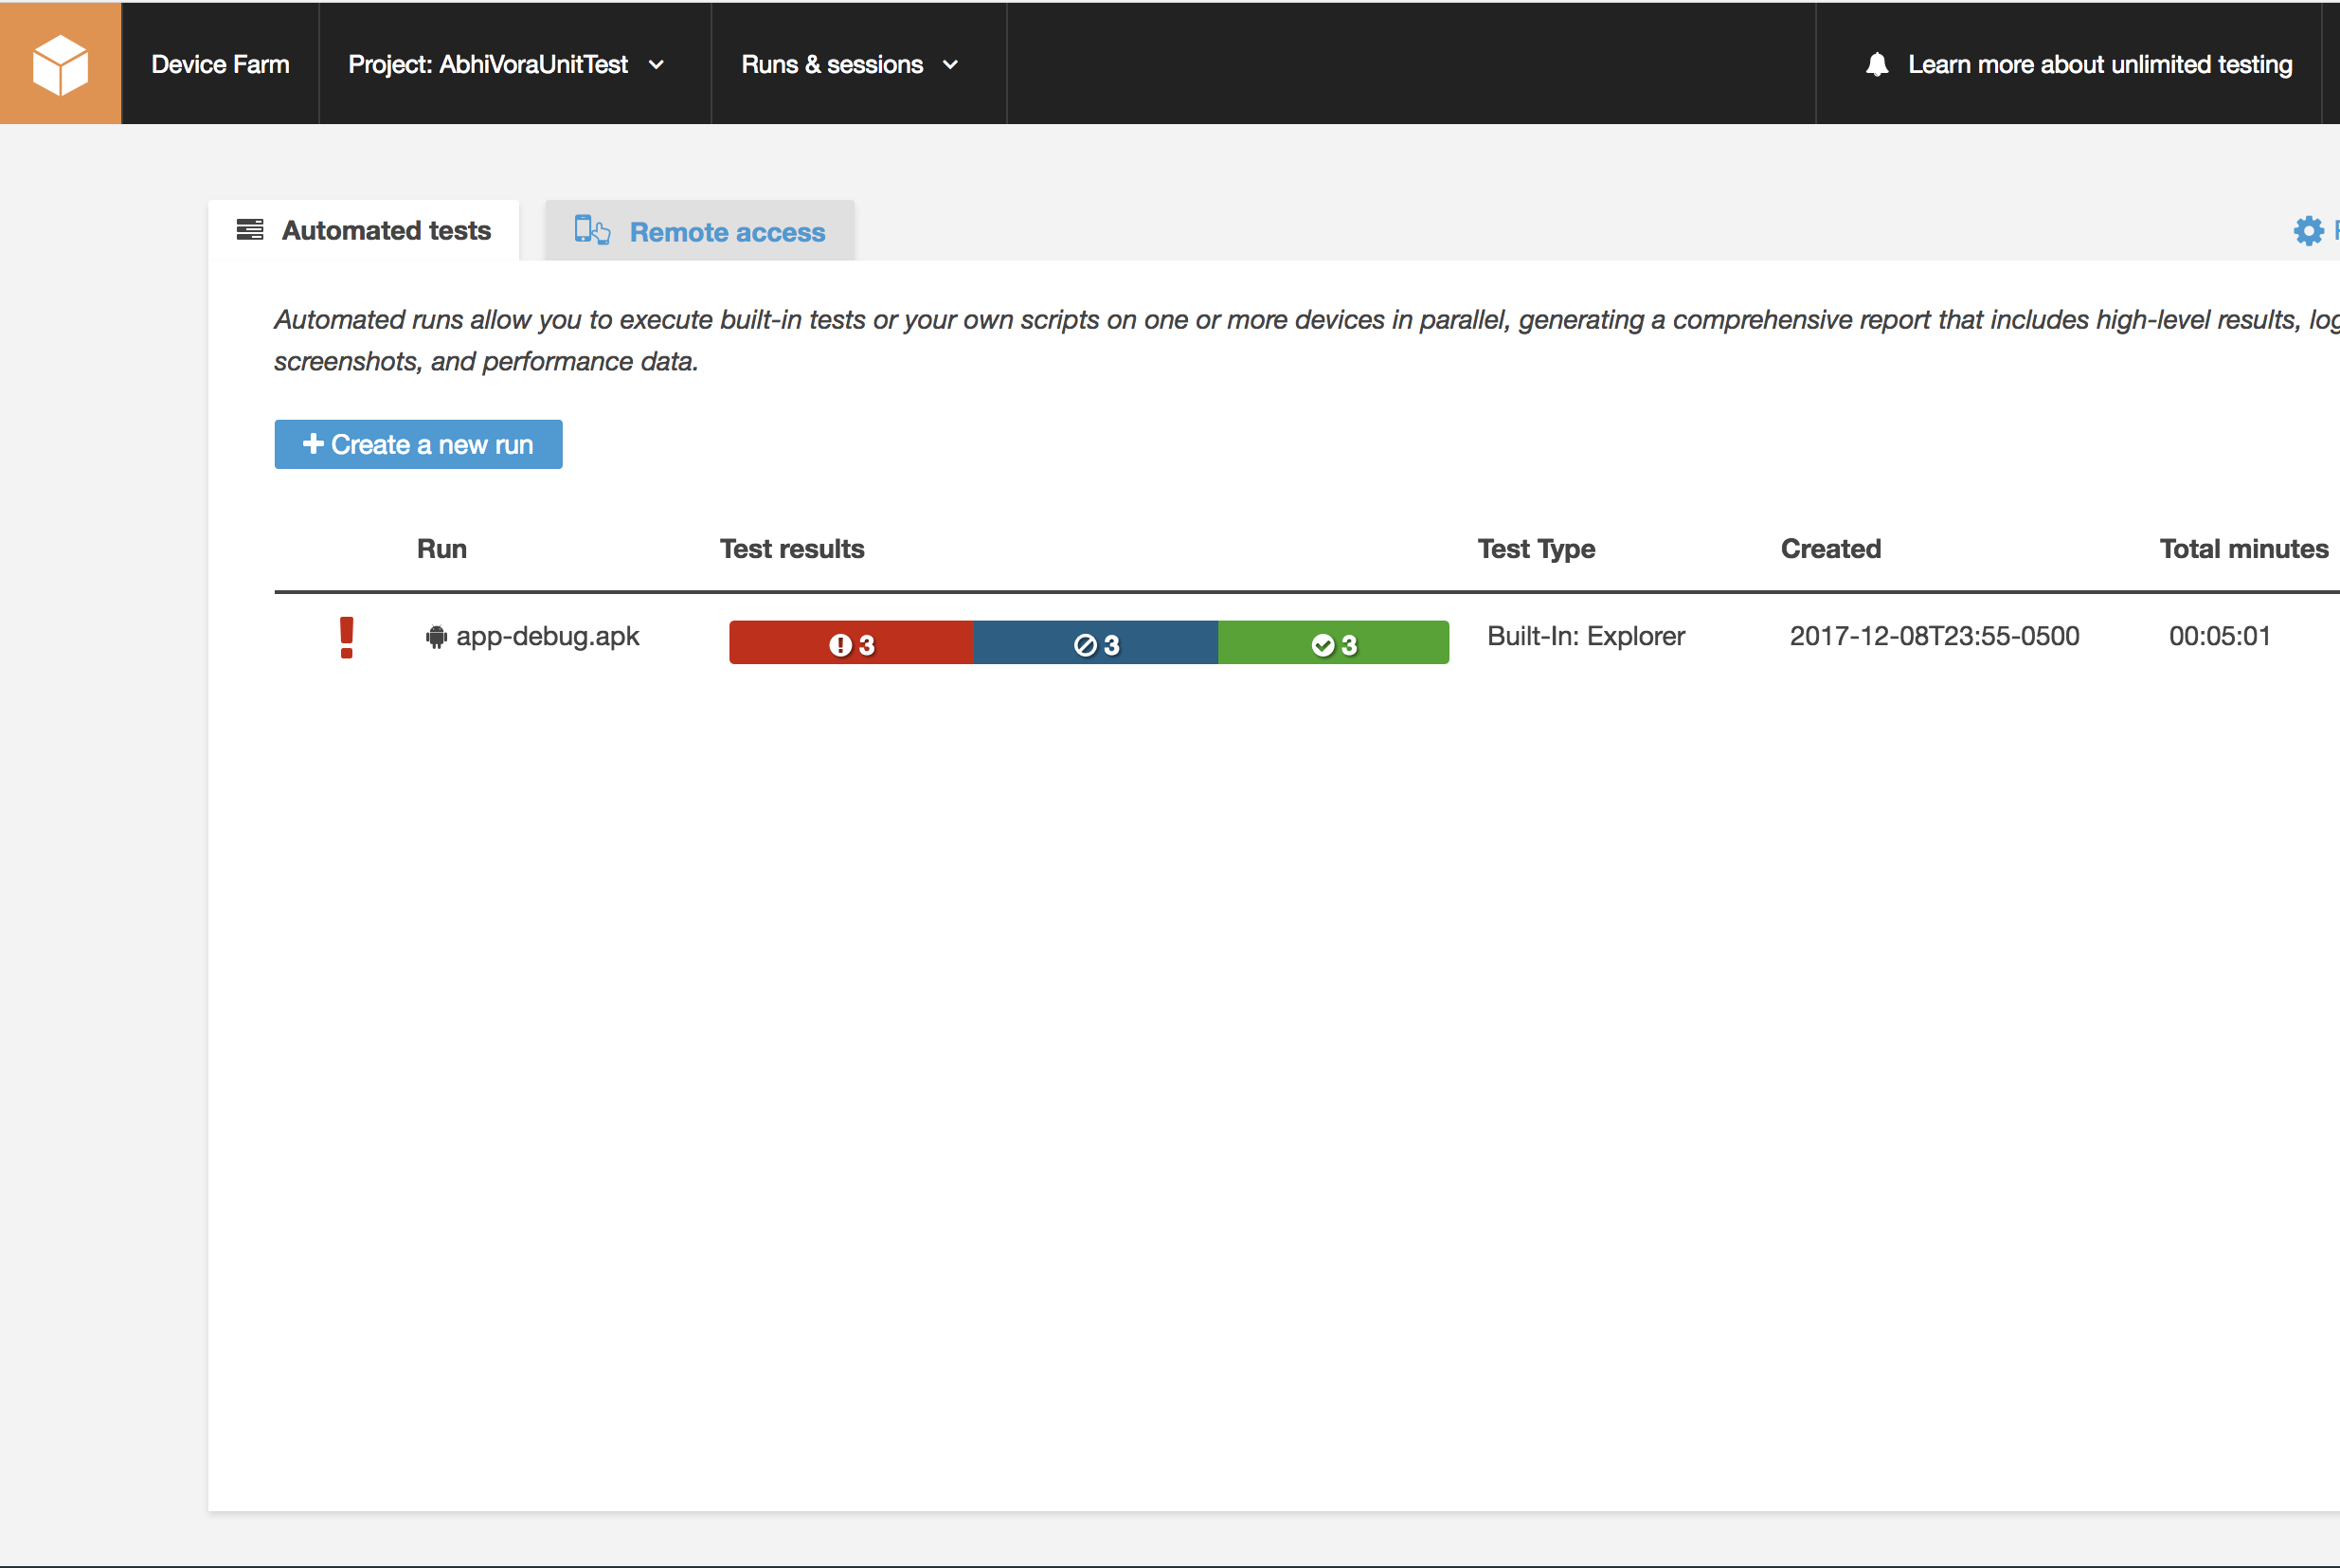 Device Farm
Project: AbhiVoraUnitTest
Runs & sessions
Learn more about unlimited testing
Automated tests
Remote access
Automated runs allow you to execute built-in tests or your own scripts on one or more devices in parallel, generating a comprehensive report that includes high-level results,
screenshots, and performance data.
Create a new run
Run Test results Test Type Created Total minutes
app-debug.apk 3 3 3 Built-In: Explorer 2017-12-08T23:55-0500 00:05:01